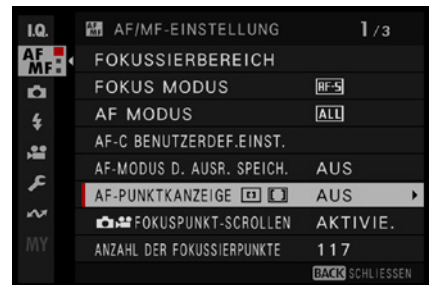 I.Q.
AF/MF-EINSTELLUNG 1/3
AF MF
FOKUSSIERBEREICH
FOKUS MODUS AF-S
AF MODUS ALL
AF-C BENUTZERDEF.EINST.
AF-MODUS D. AUSR. SPEICH. AUS
AF-PUNKTKANZEIGE AUS
FOKUSPUNKT-SCROLLEN AKTIVIE.
MY
ANZAHL DER FOKUSSIERPUNKTE 117
BACK SCHLIESSEN